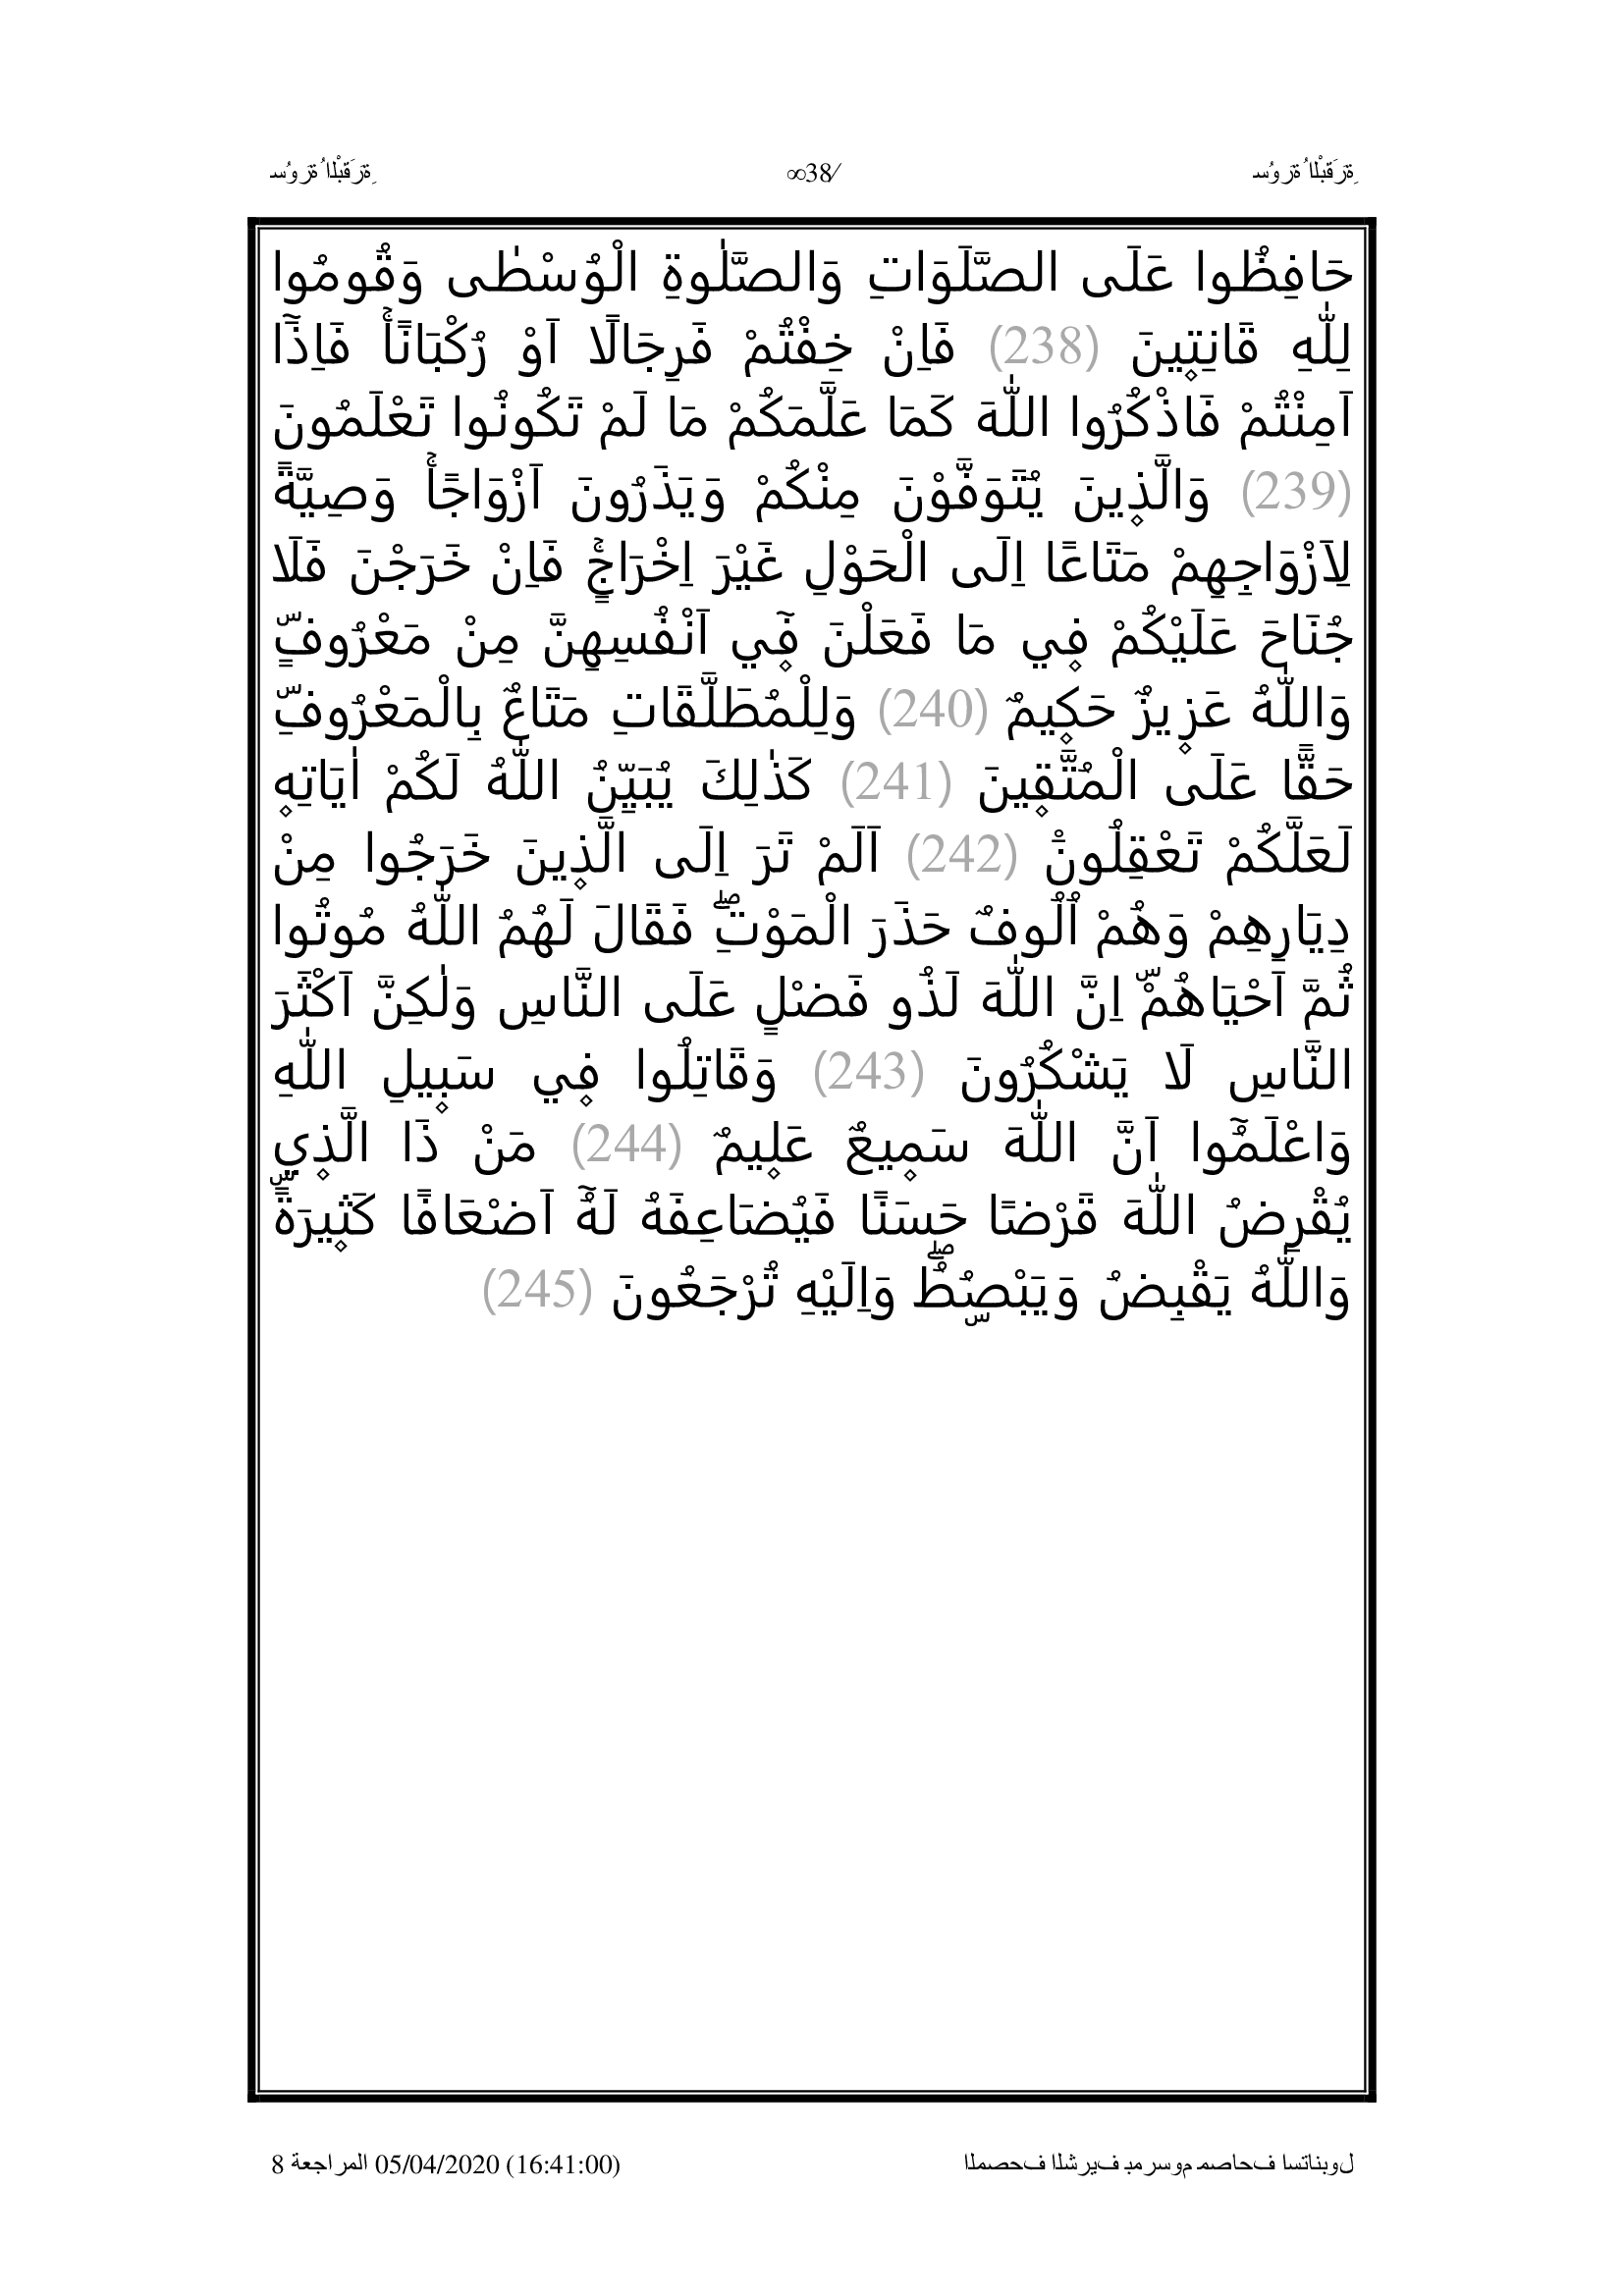 سُورَةُ الْبَقَرَةِ
∞38/
سُورَةُ الْبَقَرَةِ
حَافِظُوا عَلَى الصَّلَوَاتِ وَالصَّلٰوةِ الْوُسْطٰى وَقُومُوا
لِلّٰهِ قَانِتٖينَ (238) فَاِنْ خِفْتُمْ فَرِجَالًا اَوْ رُكْبَانًاۚ فَاِذَٓا
اَمِنْتُمْ فَاذْكُرُوا اللّٰهَ كَمَا عَلَّمَكُمْ مَا لَمْ تَكُونُوا تَعْلَمُونَ
(239) وَالَّذٖينَ يُتَوَفَّوْنَ مِنْكُمْ وَيَذَرُونَ اَزْوَاجًاۚ وَصِيَّةً
لِاَزْوَاجِهِمْ مَتَاعًا اِلَى الْحَوْلِ غَيْرَ اِخْرَاجٍۚ فَاِنْ خَرَجْنَ فَلَا
جُنَاحَ عَلَيْكُمْ فٖي مَا فَعَلْنَ فٖٓي اَنْفُسِهِنَّ مِنْ مَعْرُوفٍؕ
وَاللّٰهُ عَزٖيزٌ حَكٖيمٌ (240) وَلِلْمُطَلَّقَاتِ مَتَاعٌ بِالْمَعْرُوفِؕ
حَقًّا عَلَى الْمُتَّقٖينَ (241) كَذٰلِكَ يُبَيِّنُ اللّٰهُ لَكُمْ اٰيَاتِهٖ
لَعَلَّكُمْ تَعْقِلُونَࣖ (242) اَلَمْ تَرَ اِلَى الَّذٖينَ خَرَجُوا مِنْ
دِيَارِهِمْ وَهُمْ اُلُوفٌ حَذَرَ الْمَوْتِۖ فَقَالَ لَهُمُ اللّٰهُ مُوتُوا
ثُمَّ اَحْيَاهُمْؕ اِنَّ اللّٰهَ لَذُو فَضْلٍ عَلَى النَّاسِ وَلٰكِنَّ اَكْثَرَ
النَّاسِ لَا يَشْكُرُونَ (243) وَقَاتِلُوا فٖي سَبٖيلِ اللّٰهِ
وَاعْلَمُٓوا اَنَّ اللّٰهَ سَمٖيعٌ عَلٖيمٌ (244) مَنْ ذَا الَّذٖي
يُقْرِضُ اللّٰهَ قَرْضًا حَسَنًا فَيُضَاعِفَهُ لَهُٓ اَضْعَافًا كَثٖيرَةًؕ
وَاللّٰهُ يَقْبِضُ وَيَبْصُۣطُۖ وَاِلَيْهِ تُرْجَعُونَ (245)
المصحف الشريف بمرسوم مصاحف استانبول
05/04/2020 (16:41:00) المراجعة 8